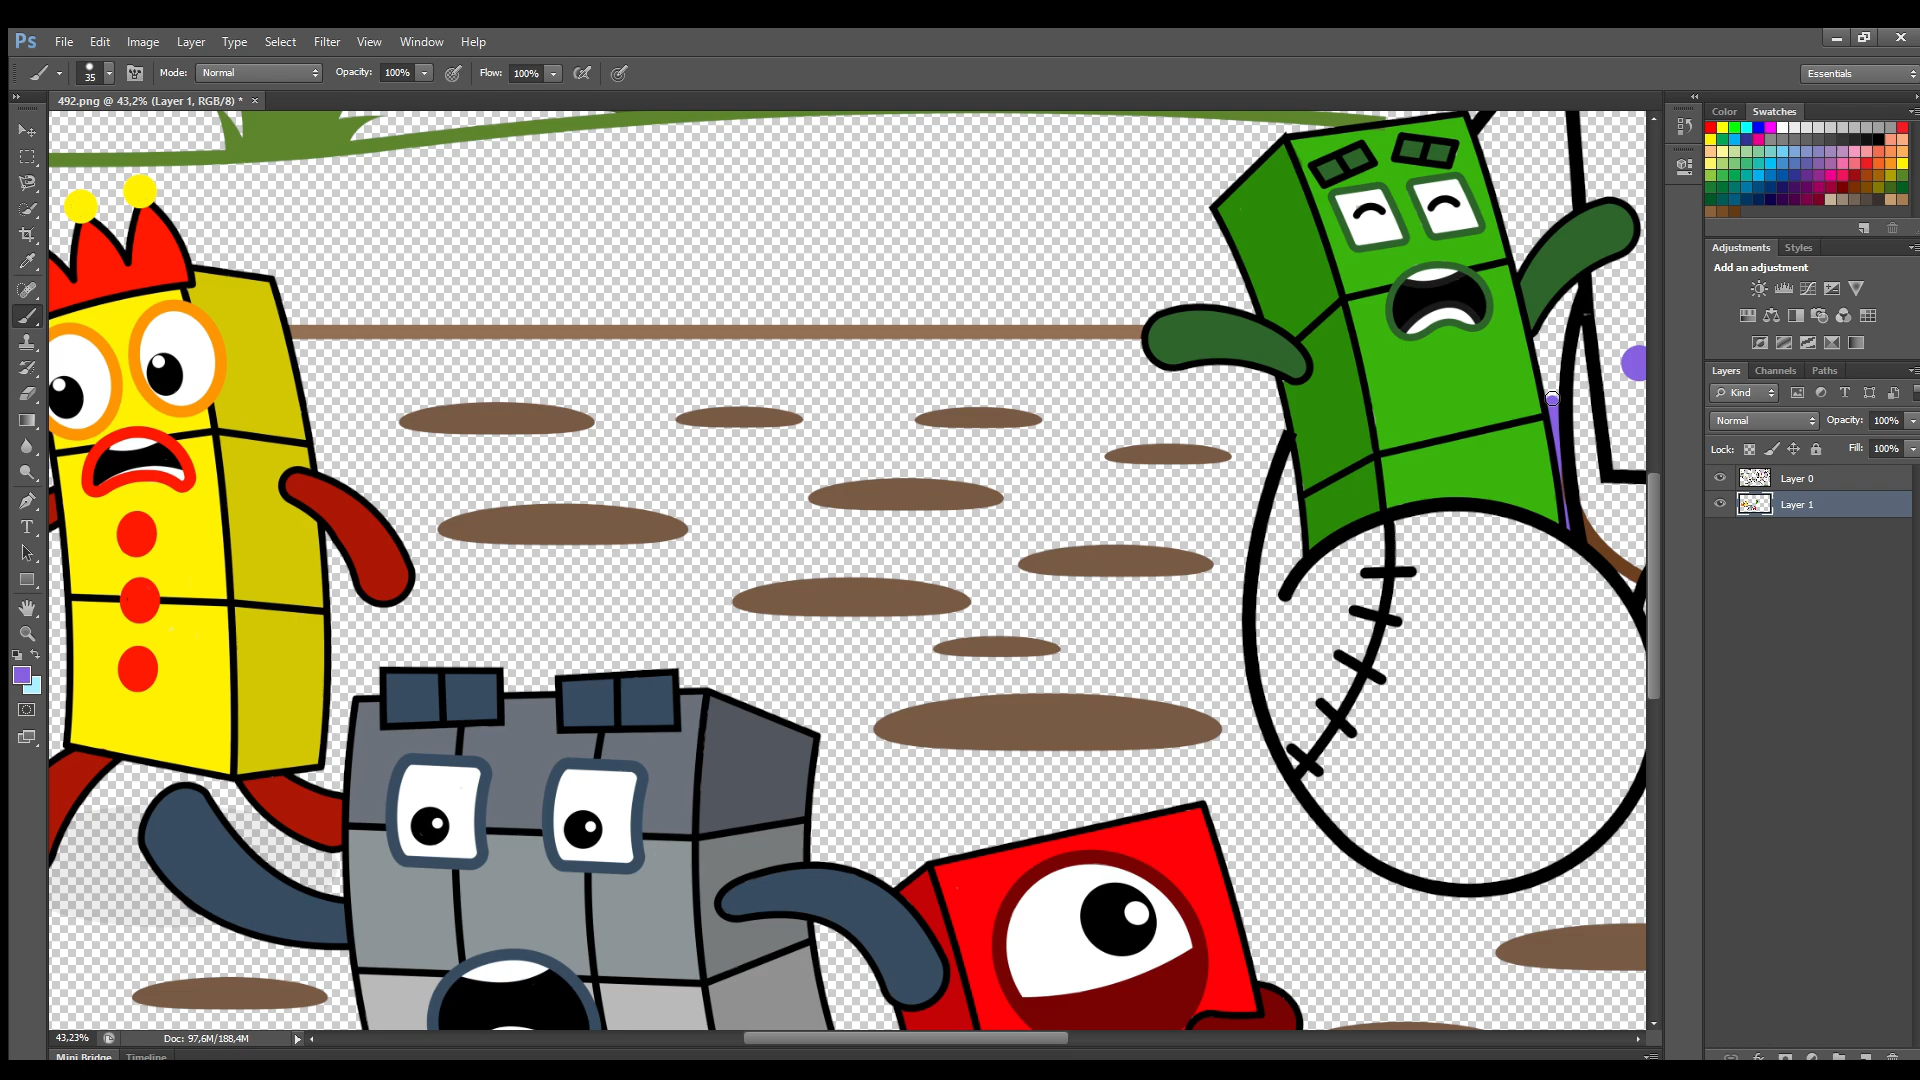 Ps File Edit Image Layer Type Select Filter View Window Help
35 Mode: Normal Opacity: 100% Flow: 100% Essentials
492.png @ 43,2% (Layer 1, RGB/8) * ×
Color Swatches
Adjustments Styles
Add an adjustment
Layers Channels Paths
Kind
Normal Opacity: 100%
Lock: Fill: 100%
Layer 0
Layer 1
43,23% Doc: 97,6M/188,4M
Mini Bridge Timeline